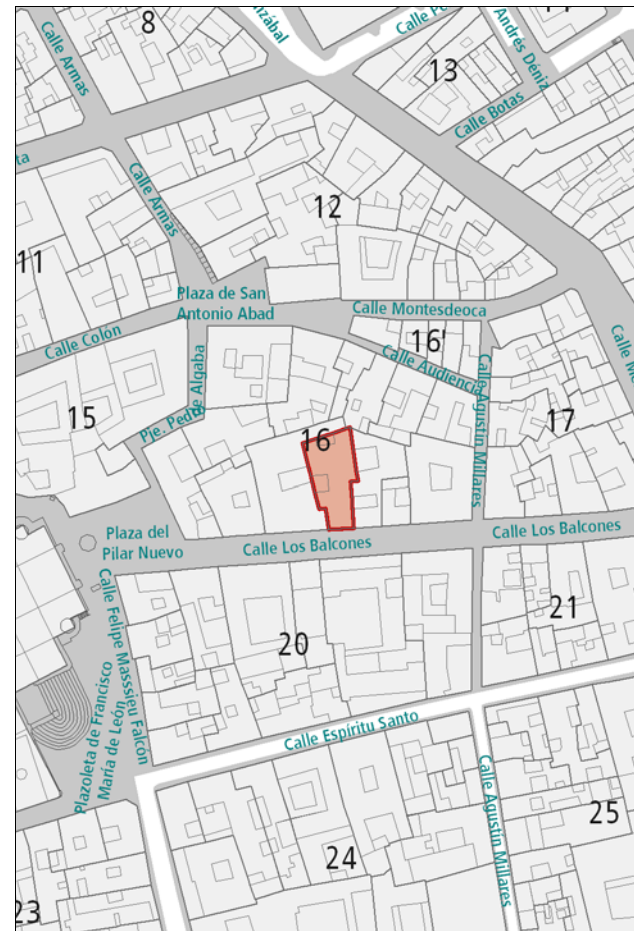 8
Calle Armas
13
Andrés Déniz
Calle Botas
Calle Armas
12
11
Plaza de San
Antonio Abad
Calle Montesdeoca
Calle Colón
16'
Calle Audiencia
Calle Agustín Millares
15
Pje. Pedro
de Algaba
16
17
Plaza del
Pilar Nuevo
Calle Los Balcones
Calle Los Balcones
Calle Felipe Masssieu Falcón
21
20
Plazoleta de Francisco
María de León
Calle Espíritu Santo
Calle Agustín Millares
24
25
23